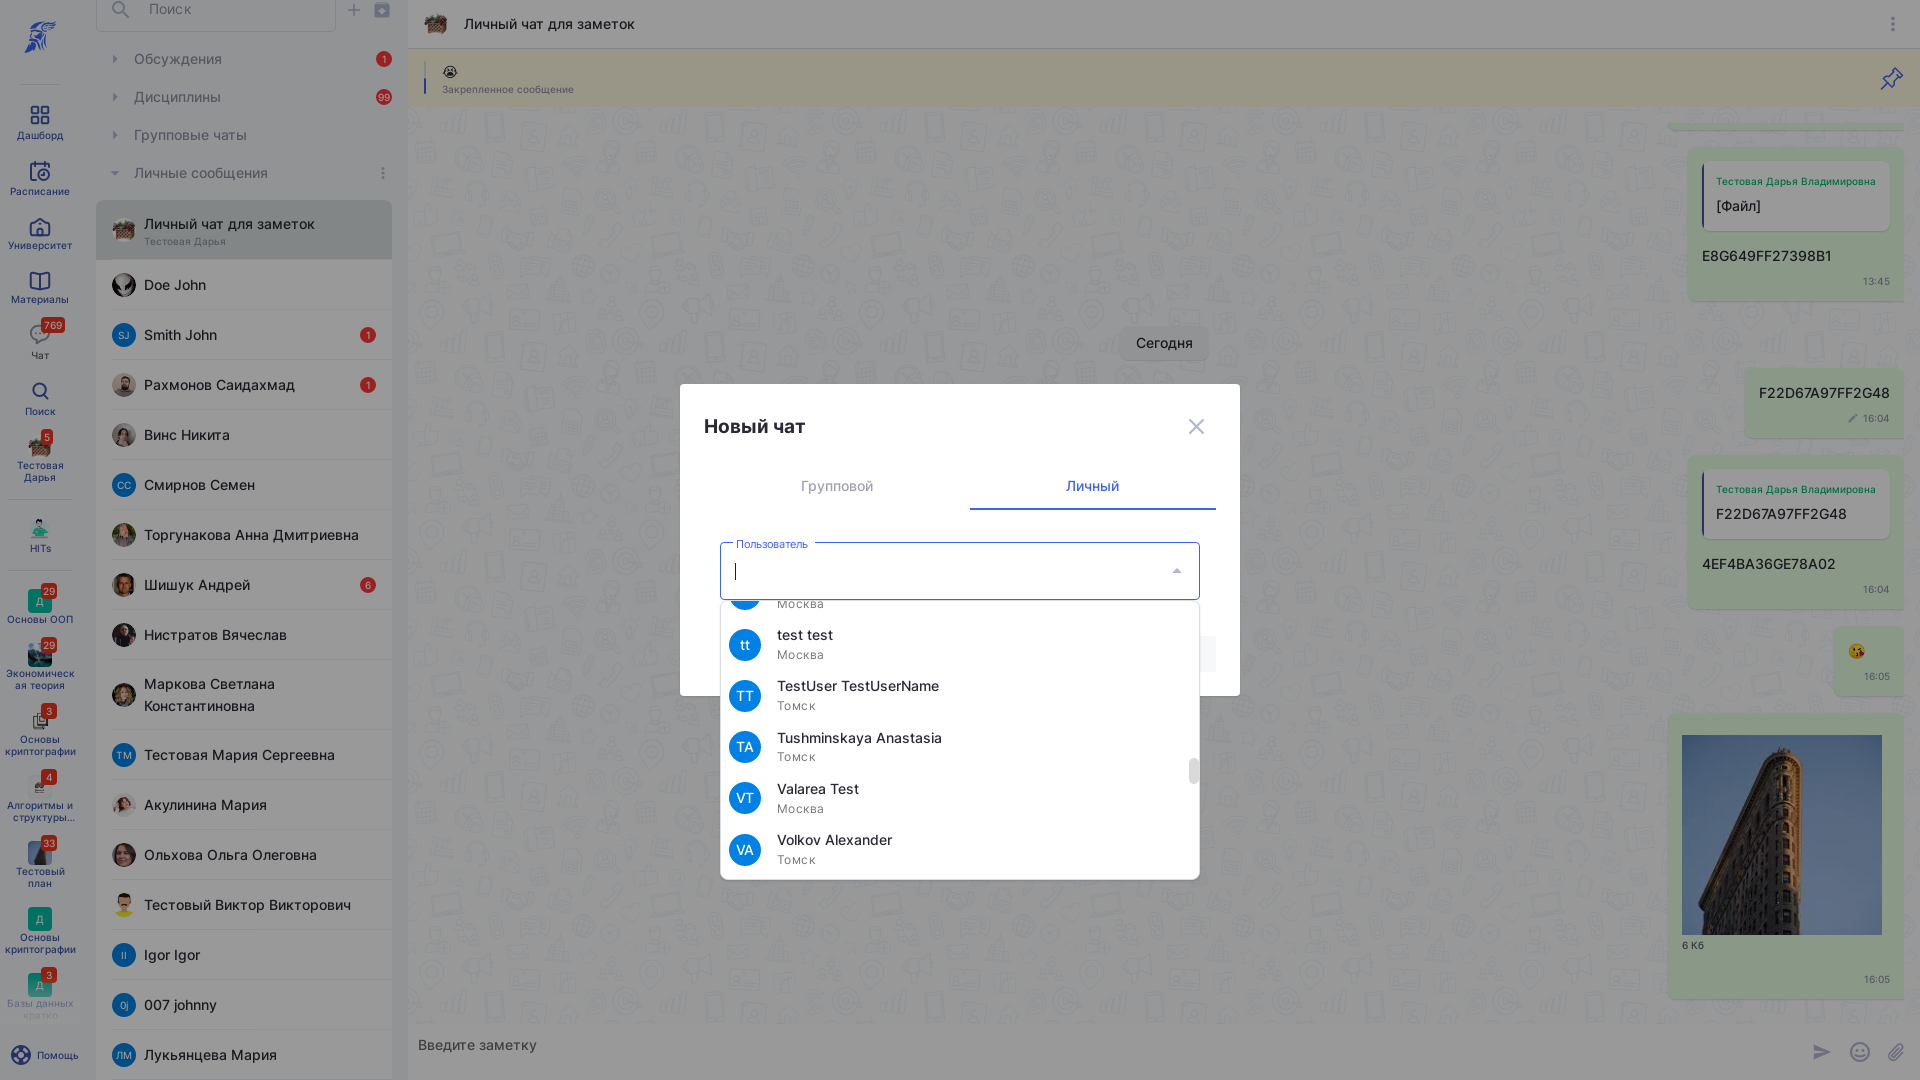 Поиск
Обсуждения
1
Дисциплины
99
Групповые чаты
Личные сообщения
Личный чат для заметок
Тестовая Дарья
Doe John
SJ
Smith John
1
Рахмонов Саидахмад
1
Винс Никита
СС
Смирнов Семен
Торгунакова Анна Дмитриевна
Шишук Андрей
6
Нистратов Вячеслав
Маркова Светлана
Константиновна
ТМ
Тестовая Мария Сергеевна
Акулинина Мария
Ольхова Ольга Олеговна
Тестовый Виктор Викторович
II
Igor Igor
0j
007 johnny
ЛМ
Лукьянцева Мария
Дашборд
Расписание
Университет
Материалы
769
Чат
Поиск
5
Тестовая
Дарья
HITs
29
Д
Основы ООП
29
Экономическ
ая теория
3
Основы
криптографии
4
Алгоритмы и
структуры...
33
Тестовый
план
Д
Основы
криптографии
3
Д
Базы данных
кратко
Помощь
Личный чат для заметок
Закрепленное сообщение
Тестовая Дарья Владимировна
[Файл]
E8G649FF27398B1
13:45
Сегодня
F22D67A97FF2G48
16:04
Тестовая Дарья Владимировна
F22D67A97FF2G48
4EF4BA36GE78A02
16:04
16:05
6 Кб
16:05
Введите заметку
Новый чат
Групповой
Личный
Пользователь
Москва
tt
test test
Москва
TT
TestUser TestUserName
Томск
TA
Tushminskaya Anastasia
Томск
VT
Valarea Test
Москва
VA
Volkov Alexander
Томск